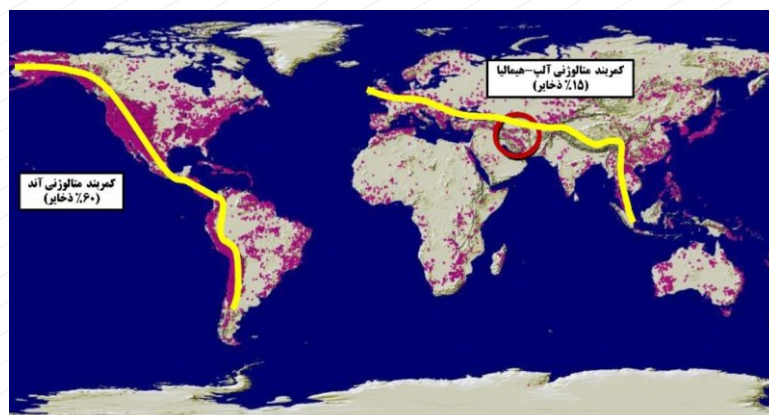 کمربند متالوژنی آلپ–هیمالیا
(۱۵٪ ذخایر)
کمربند متالوژنی آند
(۶۰٪ ذخایر)